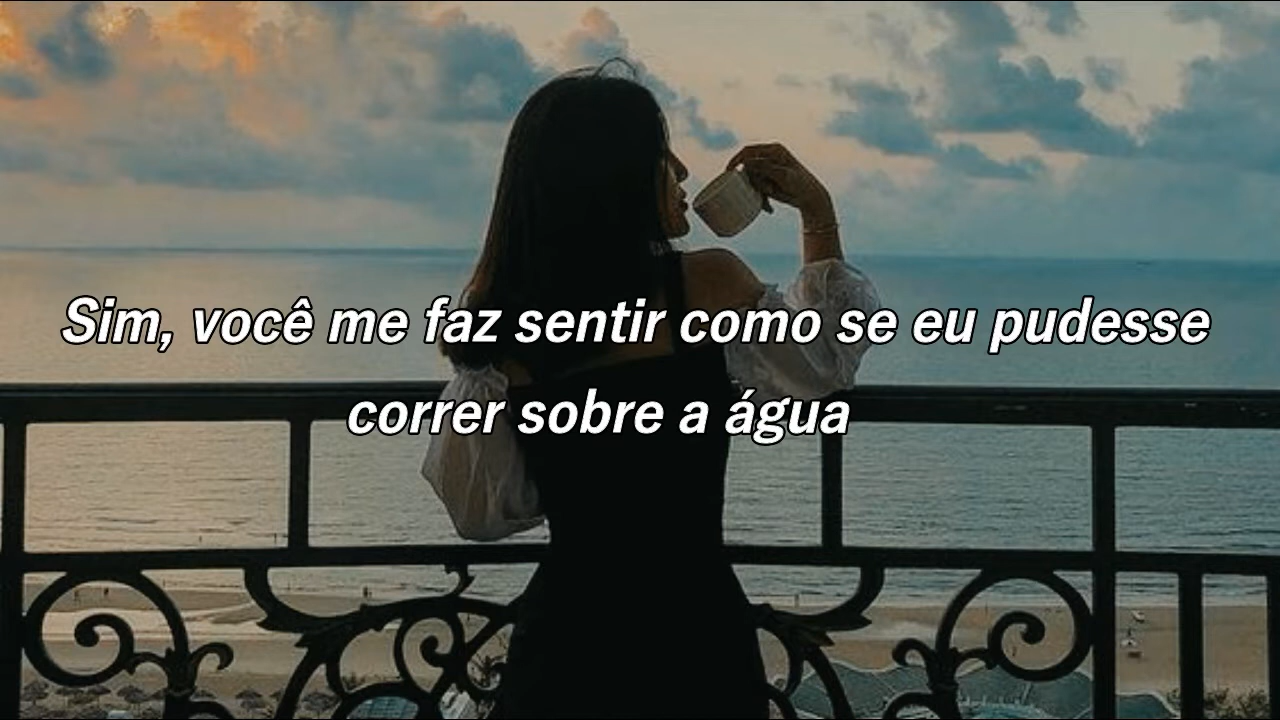 Sim, você me faz sentir como se eu pudesse
correr sobre a água